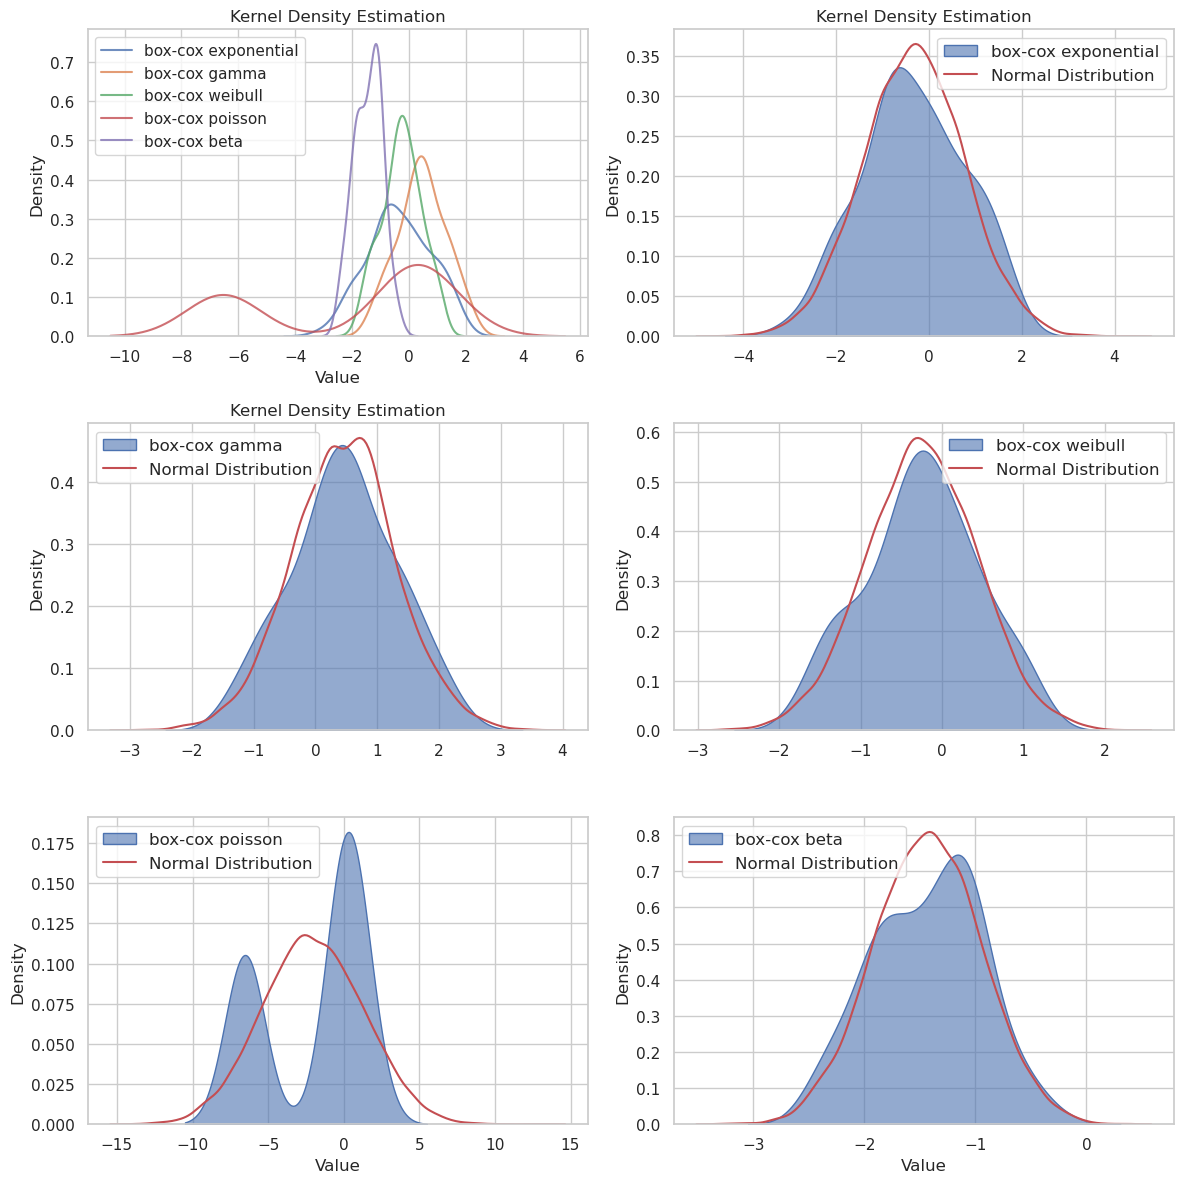 Kernel Density Estimation
box-cox exponential
box-cox gamma
box-cox weibull
box-cox poisson
box-cox beta
Density
0.7
0.6
0.5
0.4
0.3
0.2
0.1
0.0
−10 −8 −6 −4 −2 0 2 4 6
Value
Kernel Density Estimation
box-cox exponential
Normal Distribution
Density
0.35
0.30
0.25
0.20
0.15
0.10
0.05
0.00
−4 −2 0 2 4
Kernel Density Estimation
box-cox gamma
Normal Distribution
Density
0.4
0.3
0.2
0.1
0.0
−3 −2 −1 0 1 2 3 4
box-cox weibull
Normal Distribution
Density
0.6
0.5
0.4
0.3
0.2
0.1
0.0
−3 −2 −1 0 1 2
box-cox poisson
Normal Distribution
Density
0.175
0.150
0.125
0.100
0.075
0.050
0.025
0.000
−15 −10 −5 0 5 10 15
Value
box-cox beta
Normal Distribution
Density
0.8
0.7
0.6
0.5
0.4
0.3
0.2
0.1
0.0
−3 −2 −1 0
Value